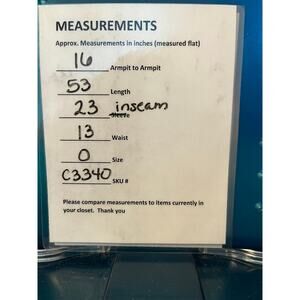 MEASUREMENTS
Approx. Measurements in inches (measured flat)
16 Armpit to Armpit
53 Length
23 inseam Sleeve
13 Waist
0 Size
C3340 SKU #
Please compare measurements to items currently in
your closet. Thank you